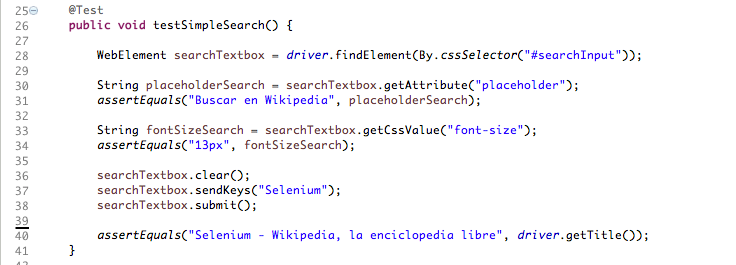 25 @Test
26 public void testSimpleSearch() {
27
28 WebElement searchTextbox = driver.findElement(By.cssSelector("#searchInput"));
29
30 String placeholderSearch = searchTextbox.getAttribute("placeholder");
31 assertEquals("Buscar en Wikipedia", placeholderSearch);
32
33 String fontSizeSearch = searchTextbox.getCssValue("font-size");
34 assertEquals("13px", fontSizeSearch);
35
36 searchTextbox.clear();
37 searchTextbox.sendKeys("Selenium");
38 searchTextbox.submit();
39
40 assertEquals("Selenium - Wikipedia, la enciclopedia libre", driver.getTitle());
41 }